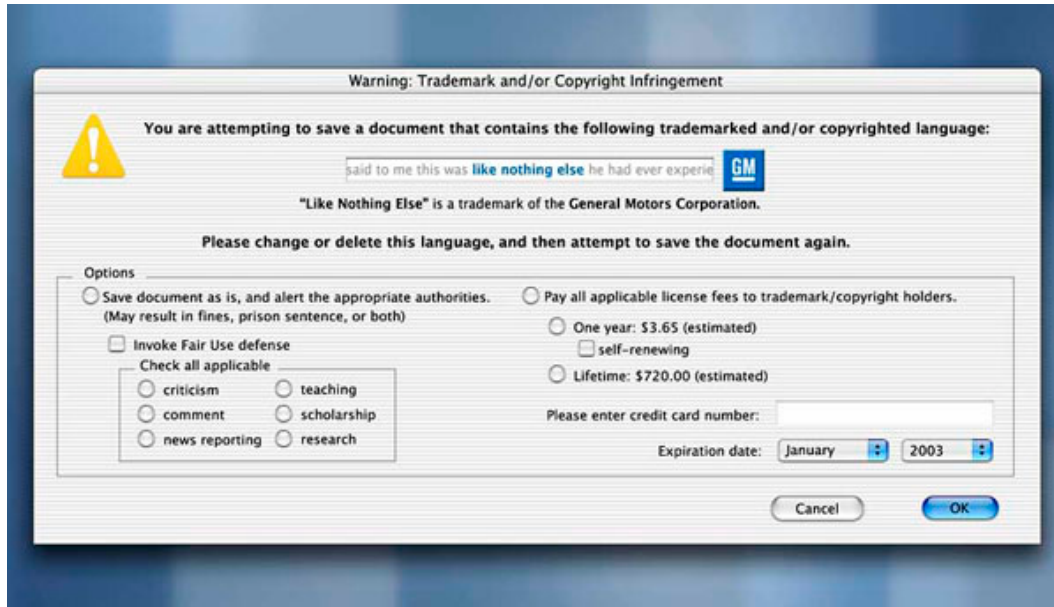 Warning: Trademark and/or Copyright Infringement
You are attempting to save a document that contains the following trademarked and/or copyrighted language:
said to me this was like nothing else he had ever experie
GM
"Like Nothing Else" is a trademark of the General Motors Corporation.
Please change or delete this language, and then attempt to save the document again.
Options
Save document as is, and alert the appropriate authorities.
(May result in fines, prison sentence, or both)
Invoke Fair Use defense
Check all applicable
criticism
teaching
comment
scholarship
news reporting
research
Pay all applicable license fees to trademark/copyright holders.
One year: $3.65 (estimated)
self-renewing
Lifetime: $720.00 (estimated)
Please enter credit card number:
Expiration date: January 2003
Cancel
OK